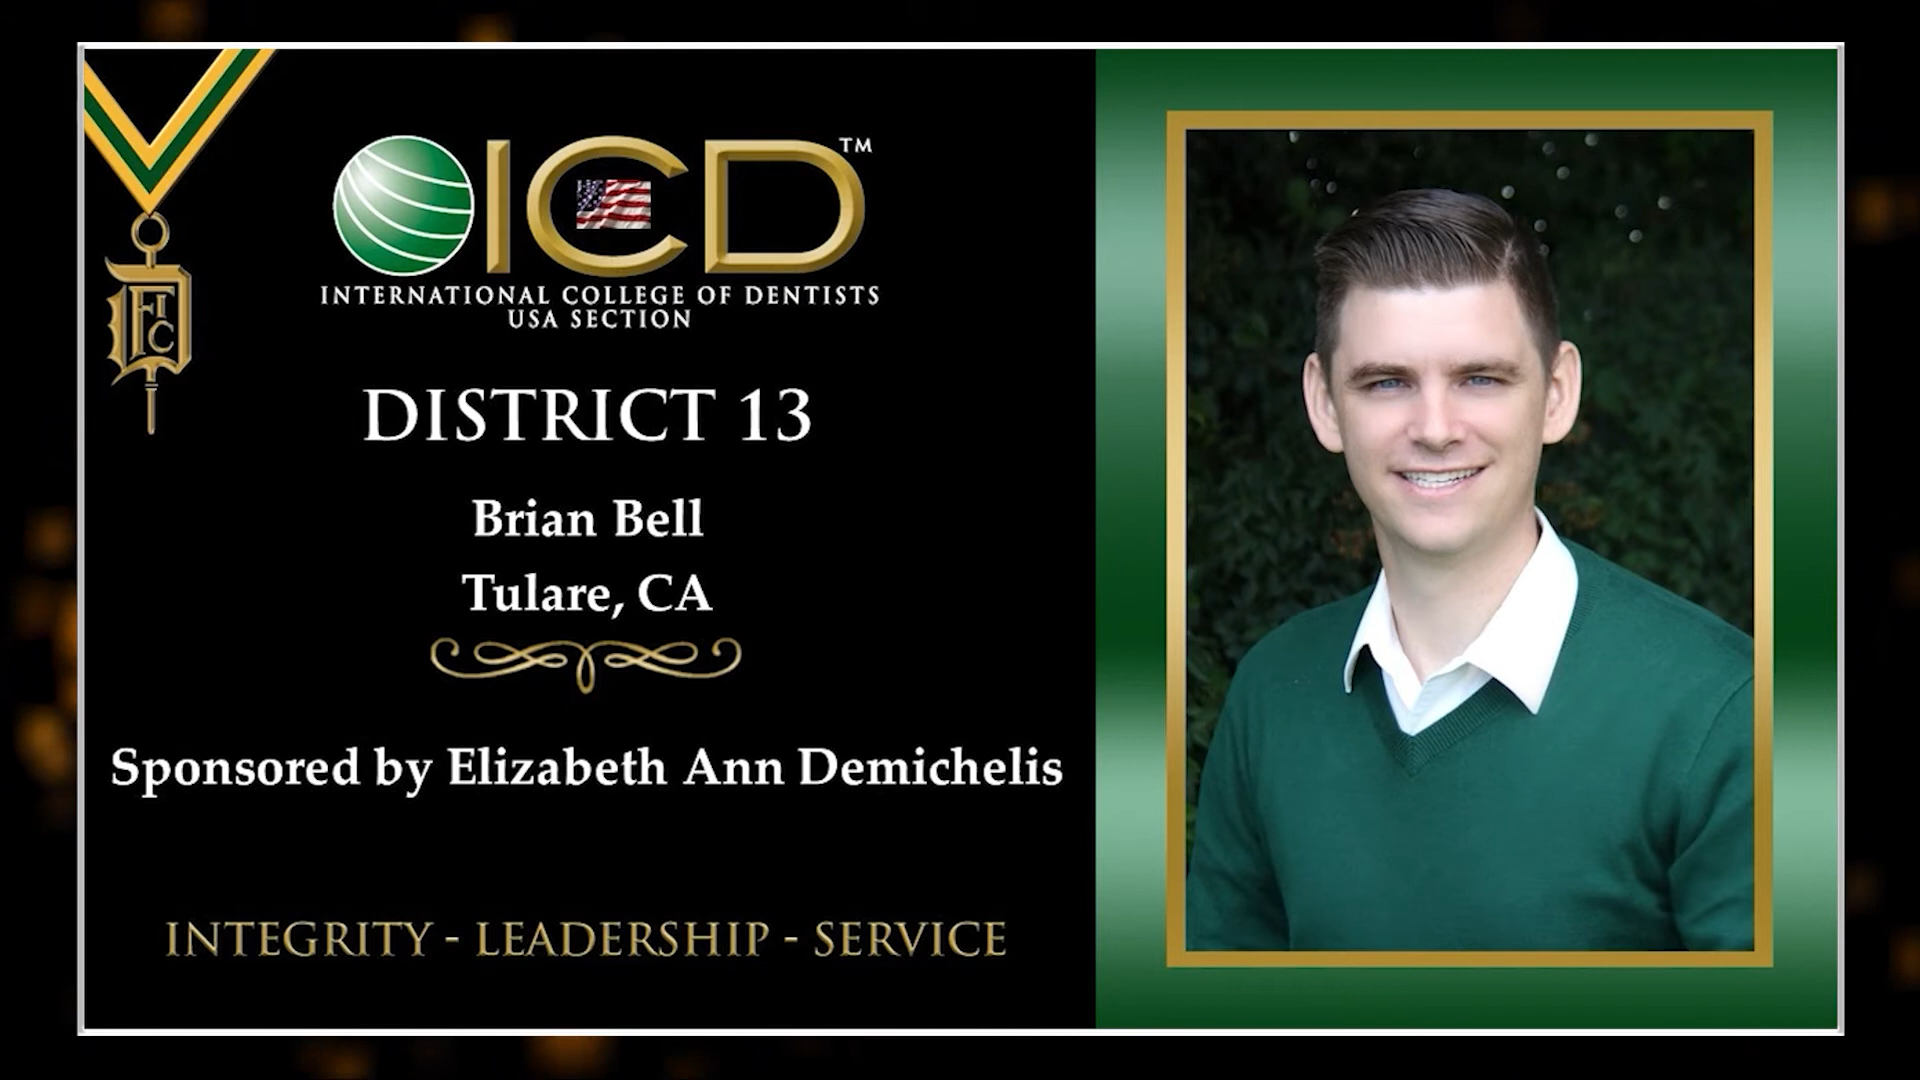 ICD™
INTERNATIONAL COLLEGE OF DENTISTS
USA SECTION
DFICD
DISTRICT 13
Brian Bell
Tulare, CA
Sponsored by Elizabeth Ann Demichelis
INTEGRITY - LEADERSHIP - SERVICE